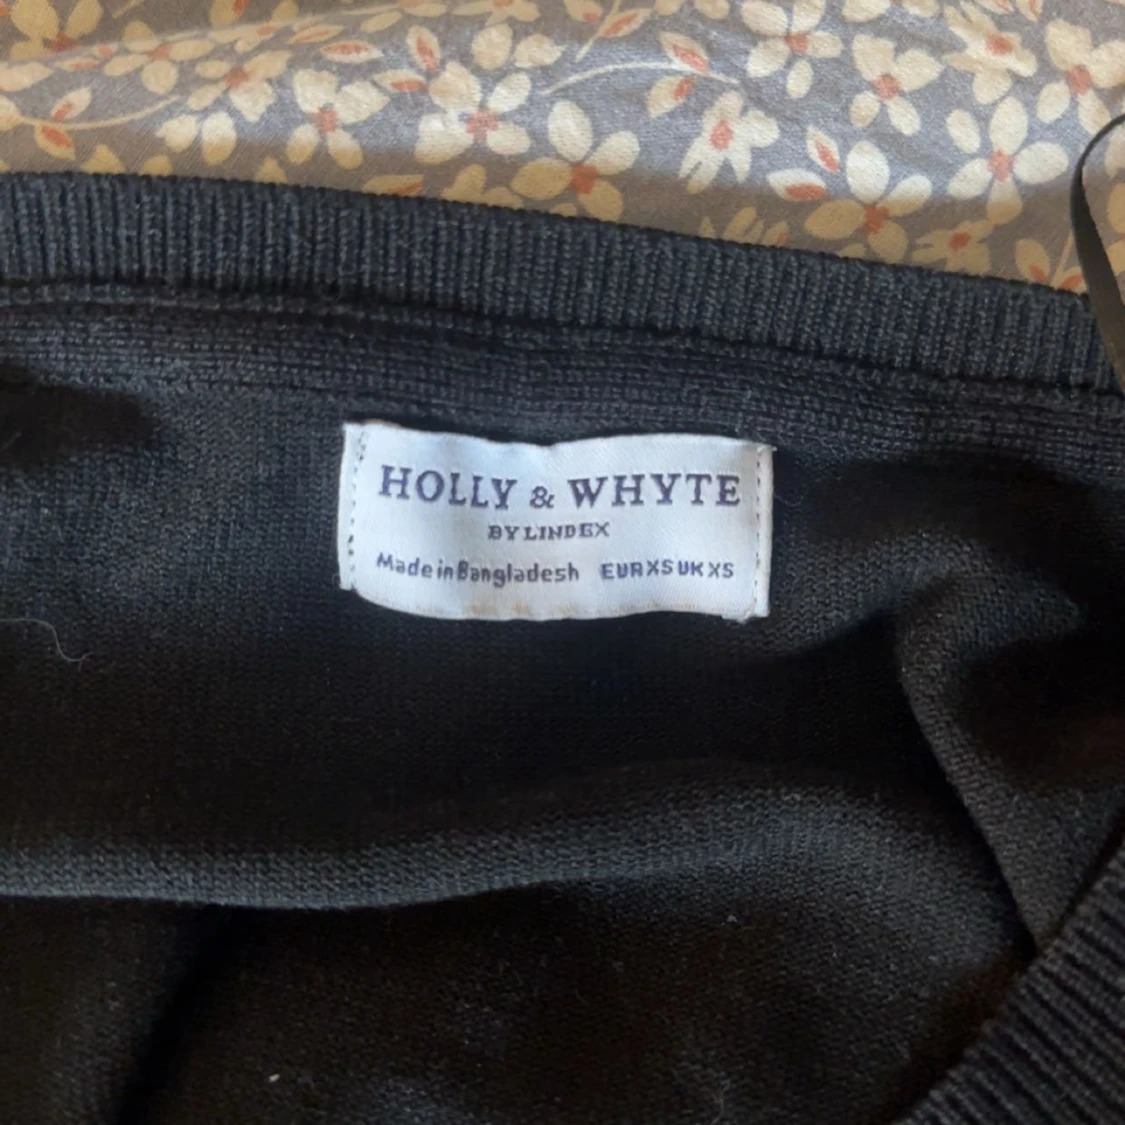 HOLLY & WHYTE
BY LINDEX
Made in Bangladesh EUR XS UK XS